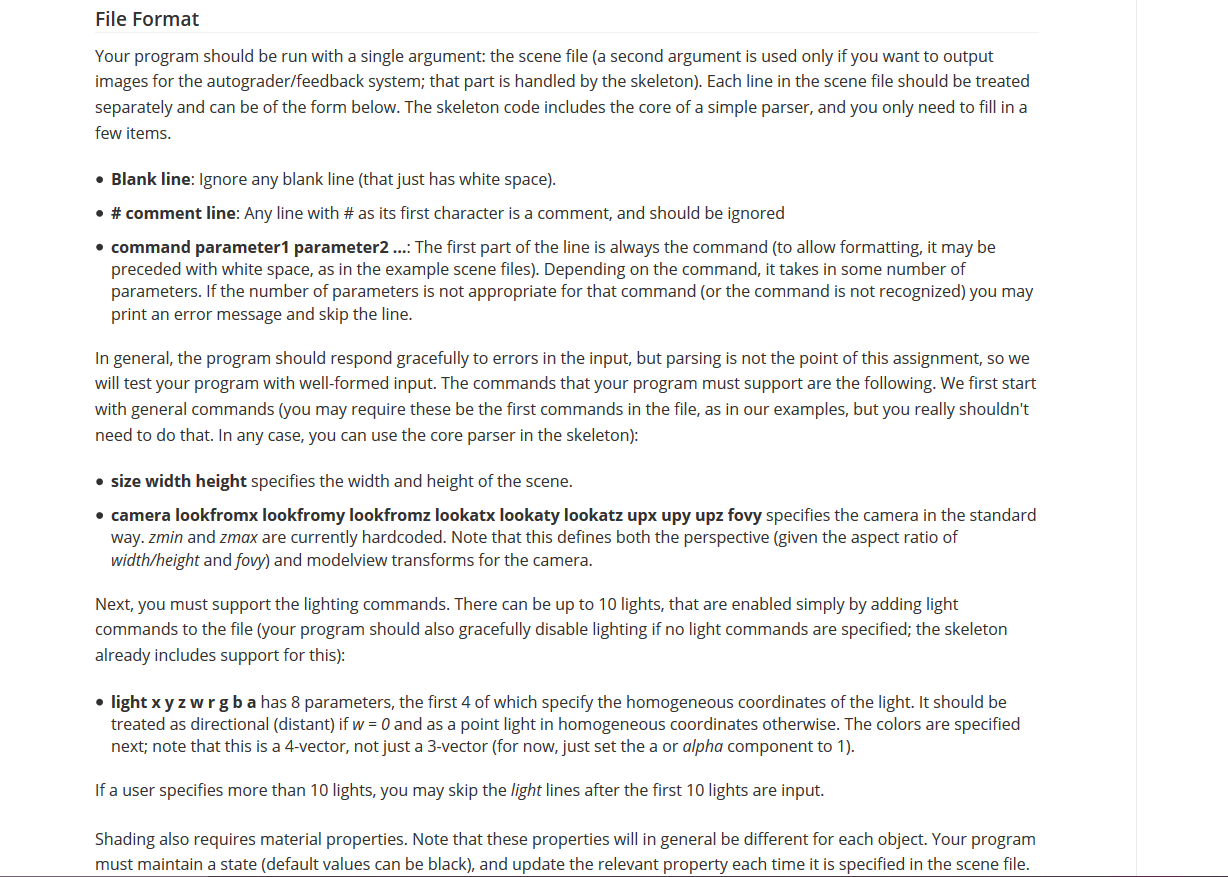 File Format
Your program should be run with a single argument: the scene file (a second argument is used only if you want to output
images for the autograder/feedback system; that part is handled by the skeleton). Each line in the scene file should be treated
separately and can be of the form below. The skeleton code includes the core of a simple parser, and you only need to fill in a
few items.
• Blank line: Ignore any blank line (that just has white space).
• # comment line: Any line with # as its first character is a comment, and should be ignored
• command parameter1 parameter2 ...: The first part of the line is always the command (to allow formatting, it may be
preceded with white space, as in the example scene files). Depending on the command, it takes in some number of
parameters. If the number of parameters is not appropriate for that command (or the command is not recognized) you may
print an error message and skip the line.
In general, the program should respond gracefully to errors in the input, but parsing is not the point of this assignment, so we
will test your program with well-formed input. The commands that your program must support are the following. We first start
with general commands (you may require these be the first commands in the file, as in our examples, but you really shouldn't
need to do that. In any case, you can use the core parser in the skeleton):
• size width height specifies the width and height of the scene.
• camera lookfromx lookfromy lookfromz lookatx lookaty lookatz upx upy upz fovy specifies the camera in the standard
way. zmin and zmax are currently hardcoded. Note that this defines both the perspective (given the aspect ratio of
width/height and fovy) and modelview transforms for the camera.
Next, you must support the lighting commands. There can be up to 10 lights, that are enabled simply by adding light
commands to the file (your program should also gracefully disable lighting if no light commands are specified; the skeleton
already includes support for this):
• light x y z w r g b a has 8 parameters, the first 4 of which specify the homogeneous coordinates of the light. It should be
treated as directional (distant) if w = 0 and as a point light in homogeneous coordinates otherwise. The colors are specified
next; note that this is a 4-vector, not just a 3-vector (for now, just set the a or alpha component to 1).
If a user specifies more than 10 lights, you may skip the light lines after the first 10 lights are input.
Shading also requires material properties. Note that these properties will in general be different for each object. Your program
must maintain a state (default values can be black), and update the relevant property each time it is specified in the scene file.